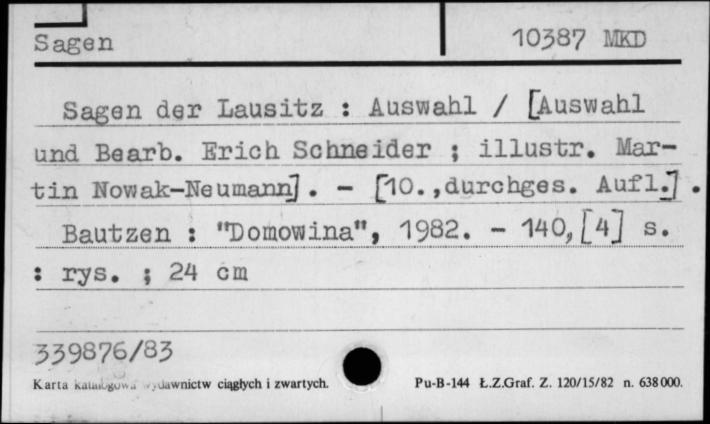 Sagen 10387 MKD
Sagen der Lausitz : Auswahl / [Auswahl
und Bearb. Erich Schneider ; illustr. Mar-
tin Nowak-Neumann] . - [10.,durchges. Aufl.] .
Bautzen : "Domowina", 1982. - 140,[4] s.
: rys. ; 24 cm
339876/83
Karta katalogowa wydawnictw ciągłych i zwartych. Pu-B-144 Ł.Z.Graf. Z. 120/15/82 n. 638000.